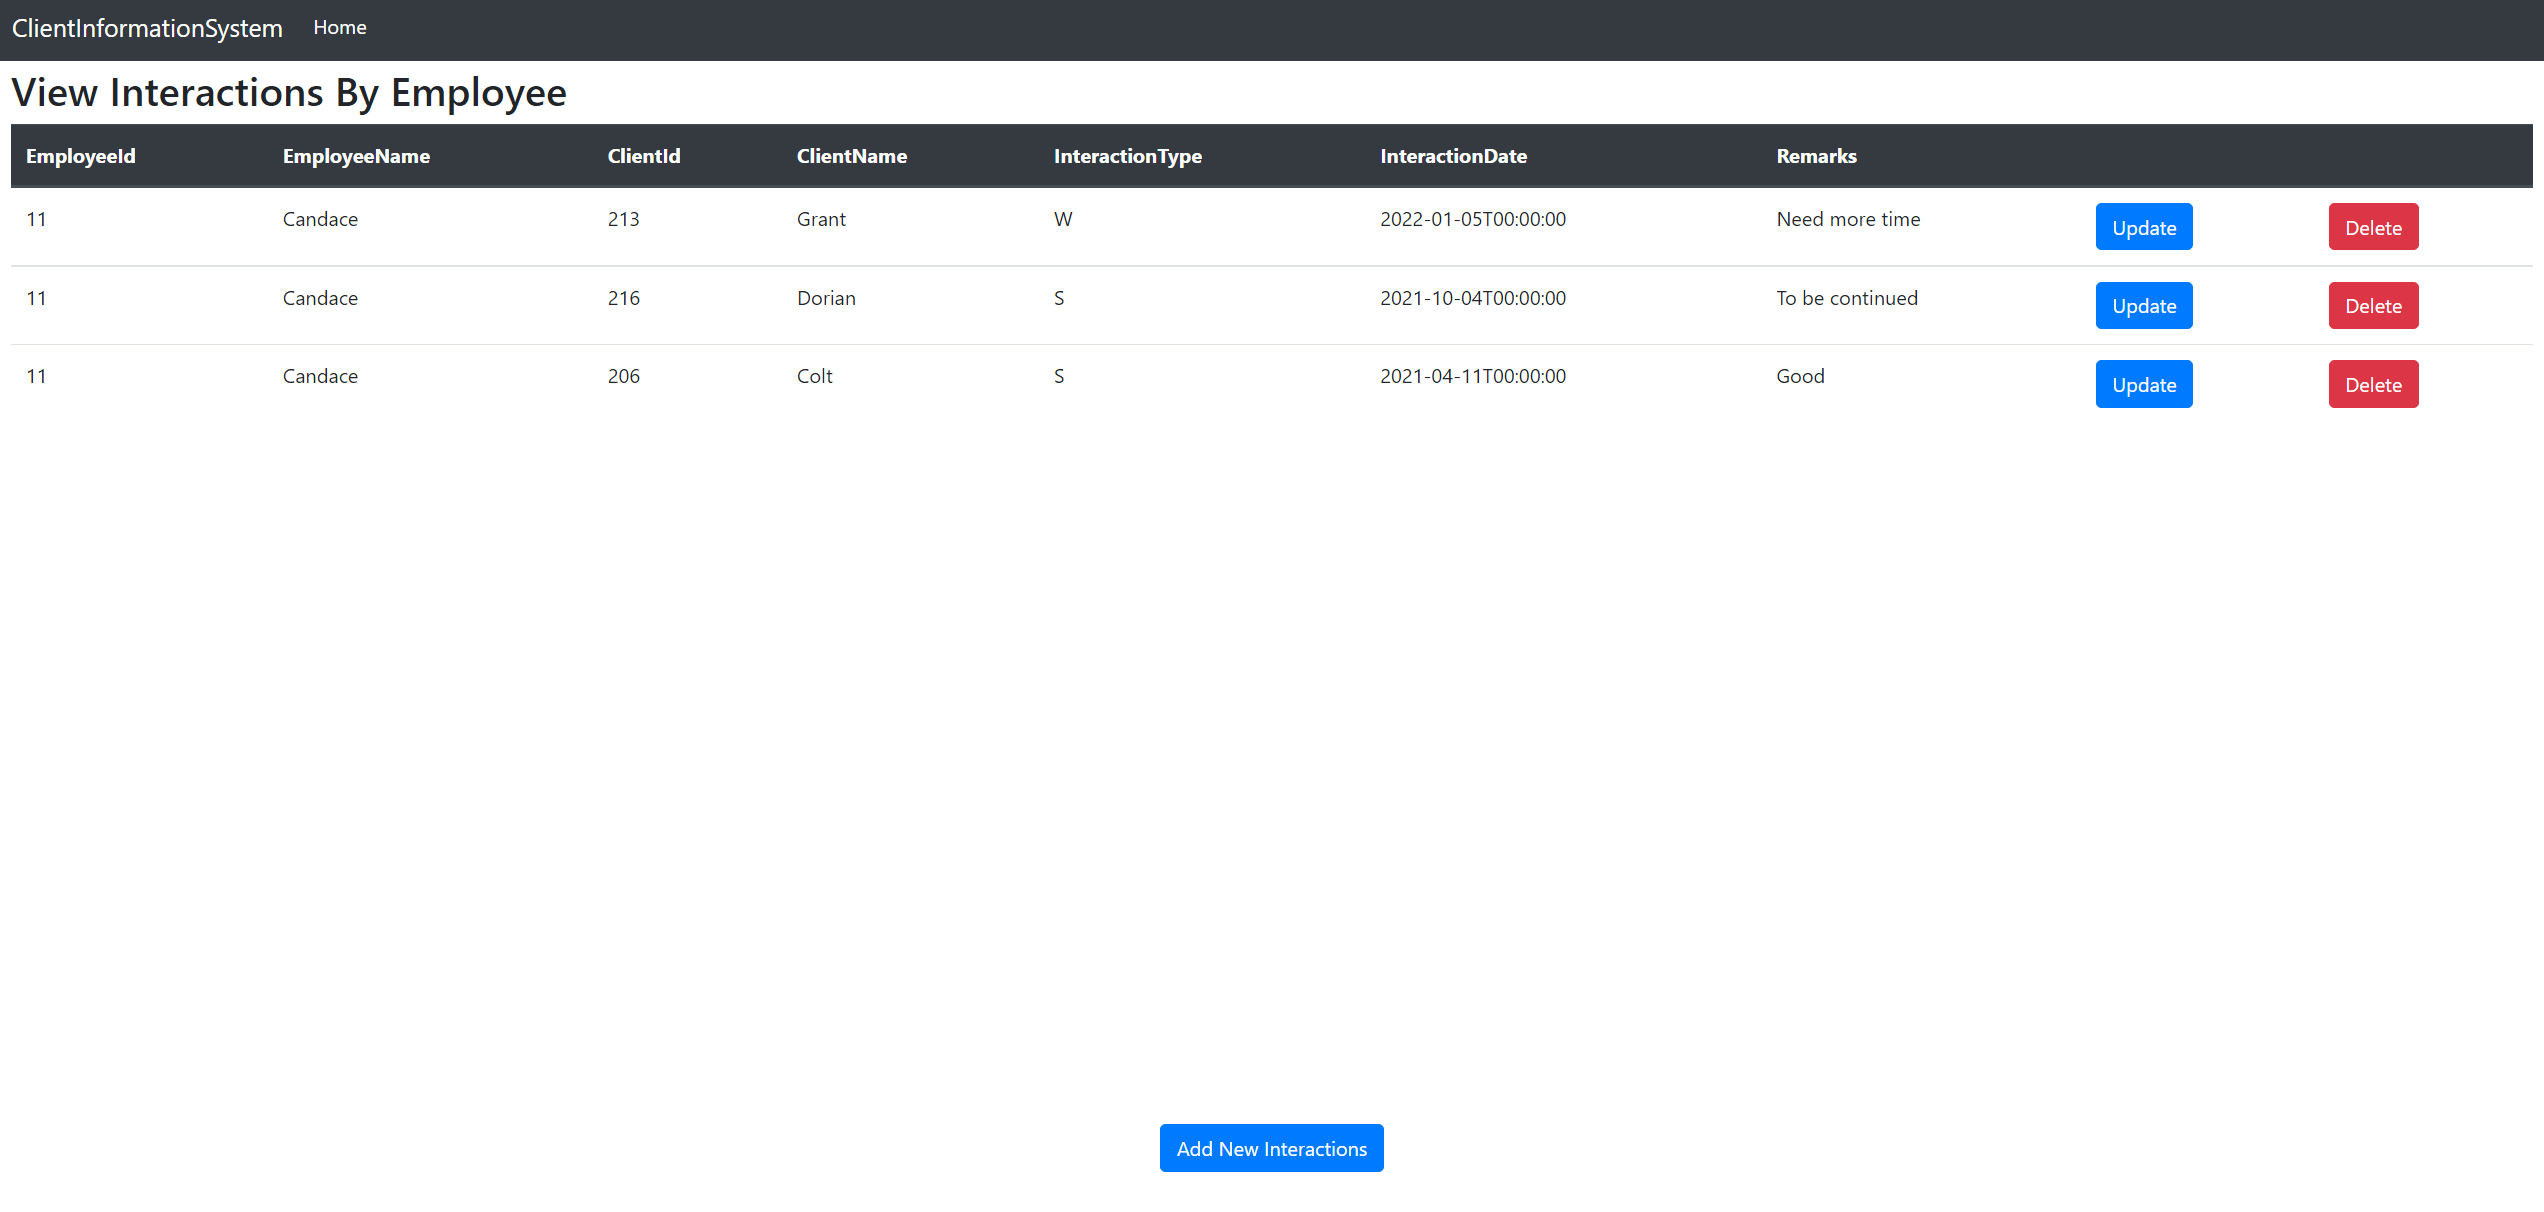 ClientInformationSystem Home
View Interactions By Employee
EmployeeId EmployeeName ClientId ClientName InteractionType InteractionDate Remarks
11 Candace 213 Grant W 2022-01-05T00:00:00 Need more time Update Delete
11 Candace 216 Dorian S 2021-10-04T00:00:00 To be continued Update Delete
11 Candace 206 Colt S 2021-04-11T00:00:00 Good Update Delete
Add New Interactions